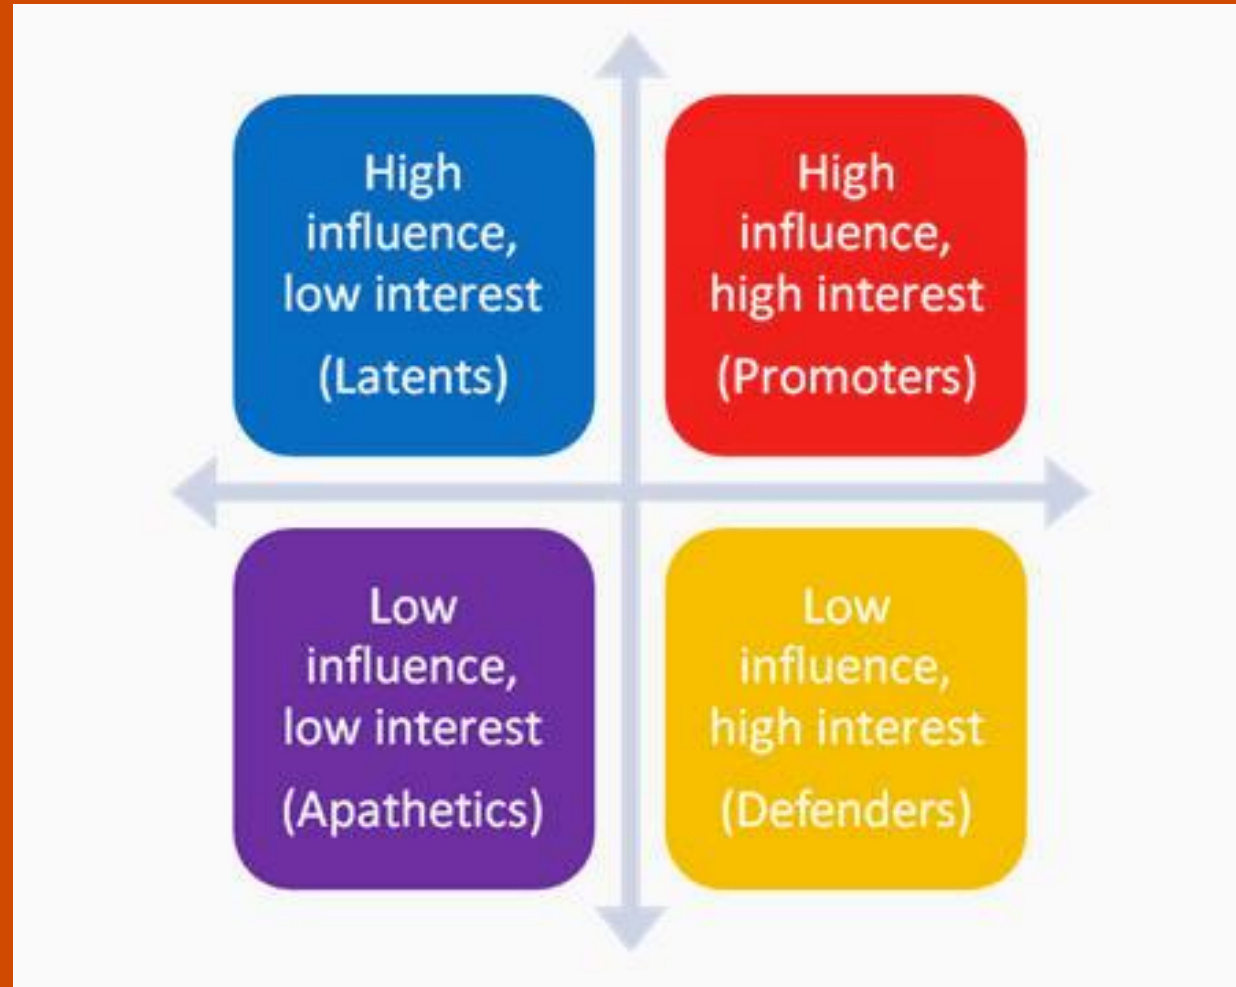 High
influence,
low interest
(Latents)
High
influence,
high interest
(Promoters)
Low
influence,
low interest
(Apathetics)
Low
influence,
high interest
(Defenders)